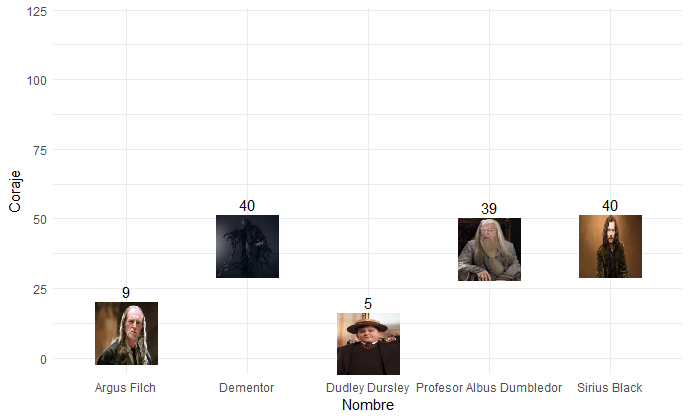 125
100
75
50
25
0
Coraje
9
40
5
39
40
Argus Filch
Dementor
Dudley Dursley
Profesor Albus Dumbledor
Sirius Black
Nombre